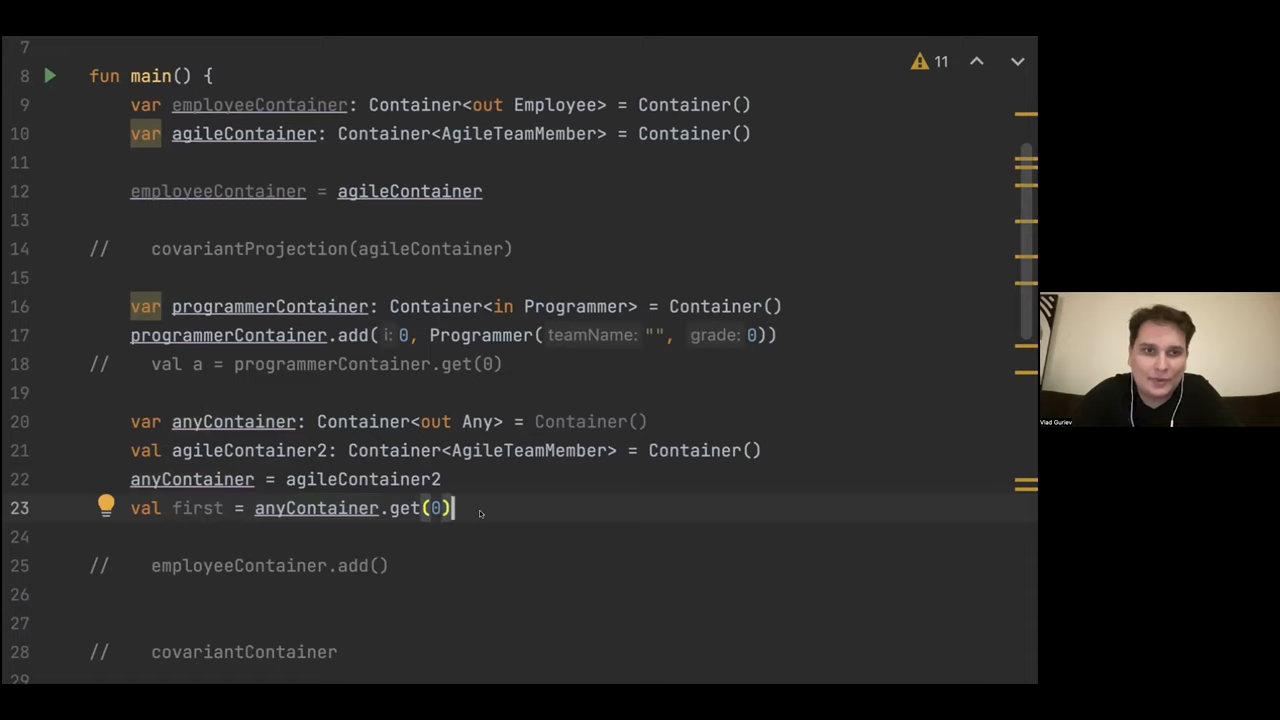 7
8 fun main() {
9 var employeeContainer: Container<out Employee> = Container()
10 var agileContainer: Container<AgileTeamMember> = Container()
11
12 employeeContainer = agileContainer
13
14 // covariantProjection(agileContainer)
15
16 var programmerContainer: Container<in Programmer> = Container()
17 programmerContainer.add( i: 0, Programmer( teamName: "", grade: 0))
18 // val a = programmerContainer.get(0)
19
20 var anyContainer: Container<out Any> = Container()
21 val agileContainer2: Container<AgileTeamMember> = Container()
22 anyContainer = agileContainer2
23 val first = anyContainer.get(0)
24
25 // employeeContainer.add()
26
27
28 // covariantContainer
29
11
Vlad Guriev